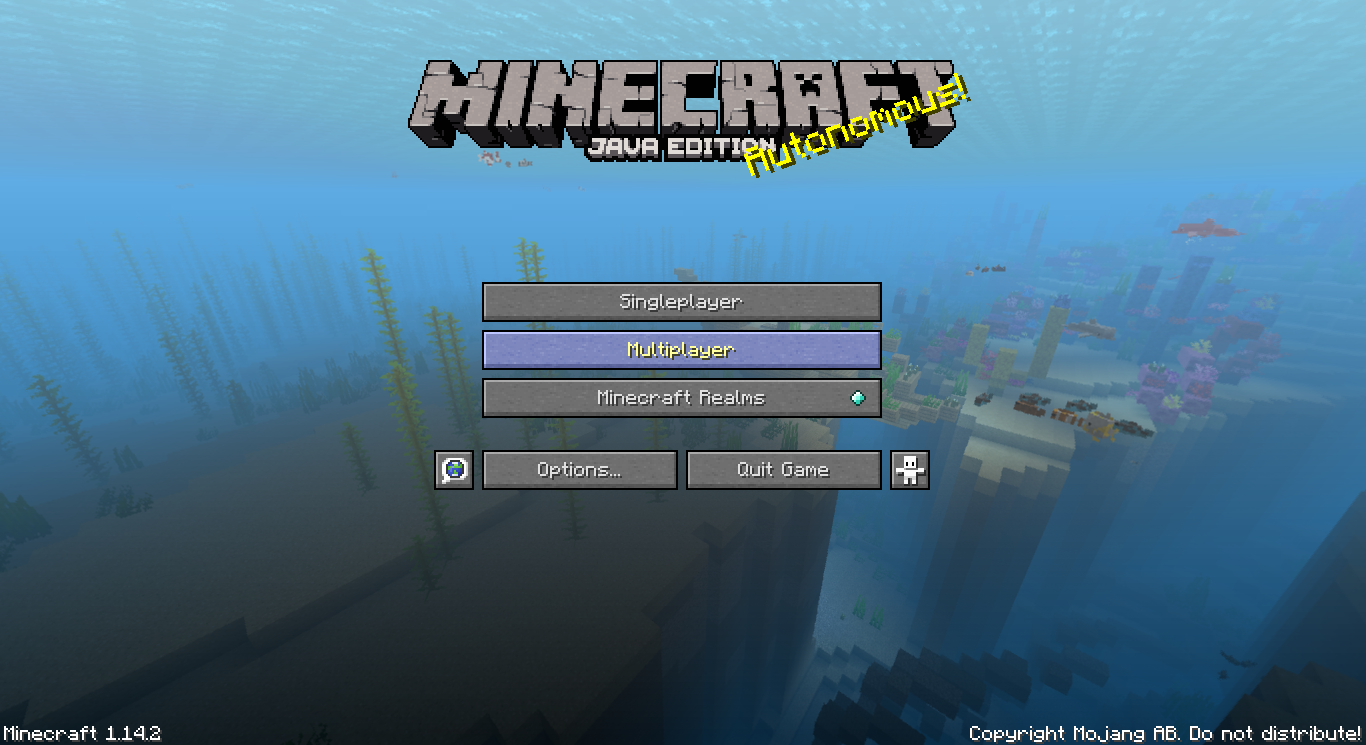 MINECRAFT
JAVA EDITION
Autonomous!
Singleplayer
Multiplayer
Minecraft Realms
Options...
Quit Game
Minecraft 1.14.2
Copyright Mojang AB. Do not distribute!